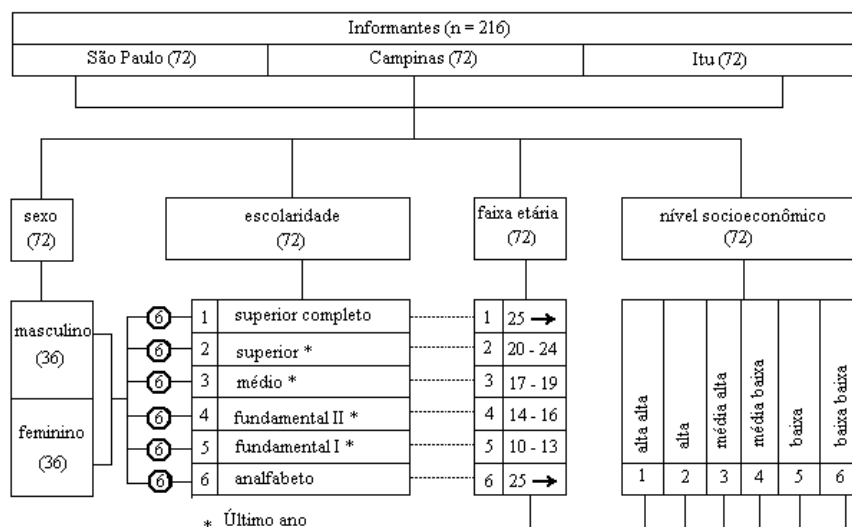 Informantes (n = 216)
São Paulo (72) Campinas (72) Itu (72)
sexo
(72)
escolaridade
(72)
faixa etária
(72)
nível socioeconômico
(72)
masculino
(36)
feminino
(36)
6 1 superior completo 1 25 →
6 2 superior * 2 20 - 24
6 3 médio * 3 17 - 19
6 4 fundamental II * 4 14 - 16
6 5 fundamental I * 5 10 - 13
6 6 analfabeto 6 25 →
* Último ano
alta alta
alta
média alta
média baixa
baixa
baixa baixa
1 2 3 4 5 6